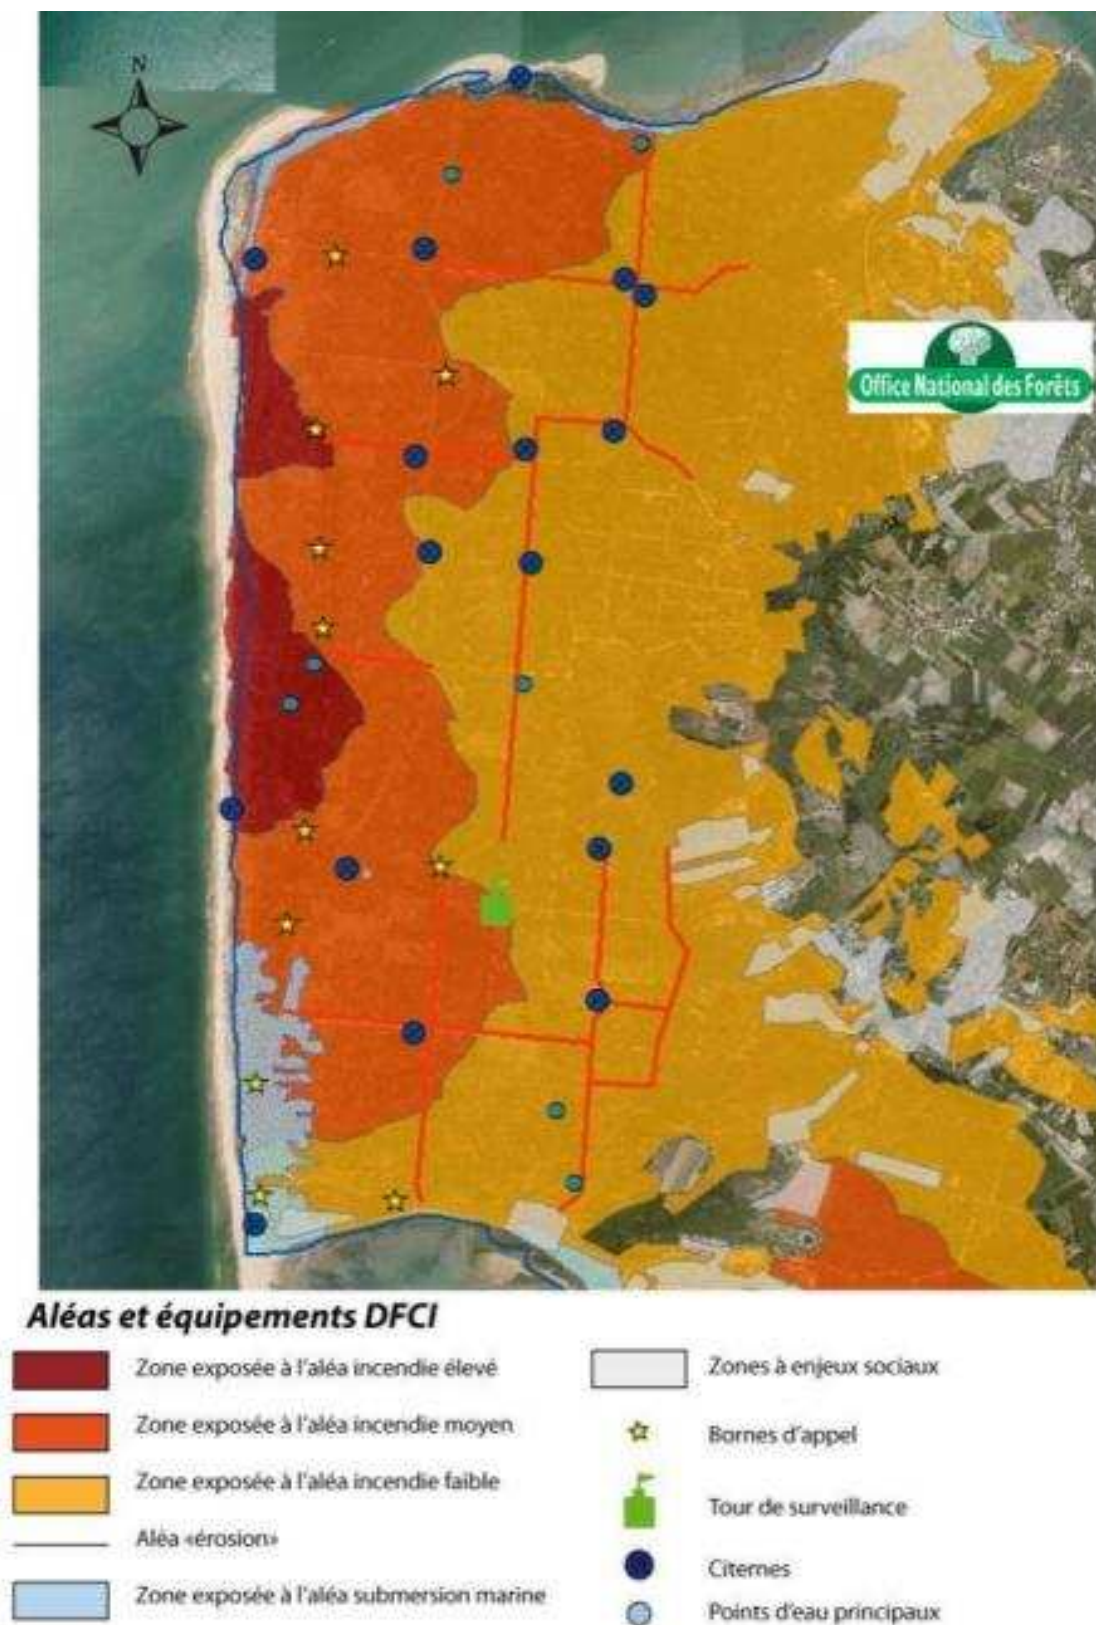 N
Office National des Forêts
Aléas et équipements DFCI
Zone exposée à l'aléa incendie élevé
Zone exposée à l'aléa incendie moyen
Zone exposée à l'aléa incendie faible
Aléa «érosion»
Zone exposée à l'aléa submersion marine
Zones à enjeux sociaux
Bornes d'appel
Tour de surveillance
Citernes
Points d'eau principaux